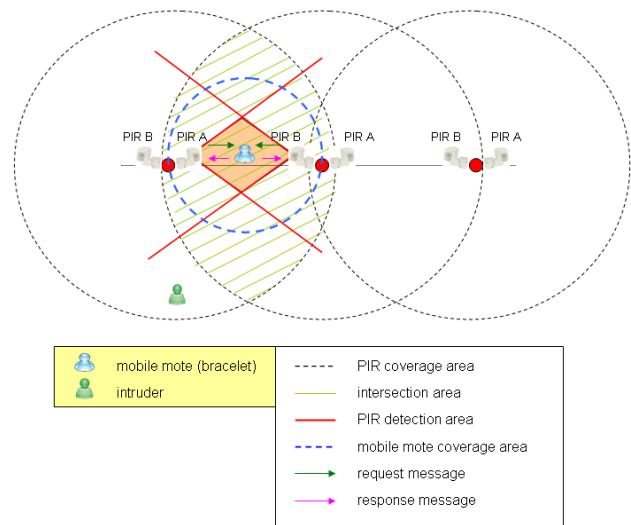 PIR B PIR A PIR B PIR A PIR B PIR A
mobile mote (bracelet)
intruder
PIR coverage area
intersection area
PIR detection area
mobile mote coverage area
request message
response message